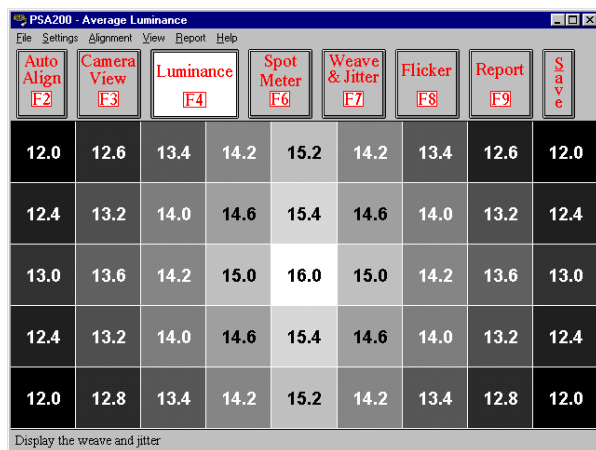 PSA200 - Average Luminance
File Settings Alignment View Report Help
Auto Align F2
Camera View F3
Luminance F4
Spot Meter F6
Weave & Jitter F7
Flicker F8
Report F9
Save
12.0 12.6 13.4 14.2 15.2 14.2 13.4 12.6 12.0
12.4 13.2 14.0 14.6 15.4 14.6 14.0 13.2 12.4
13.0 13.6 14.2 15.0 16.0 15.0 14.2 13.6 13.0
12.4 13.2 14.0 14.6 15.4 14.6 14.0 13.2 12.4
12.0 12.8 13.4 14.2 15.2 14.2 13.4 12.8 12.0
Display the weave and jitter